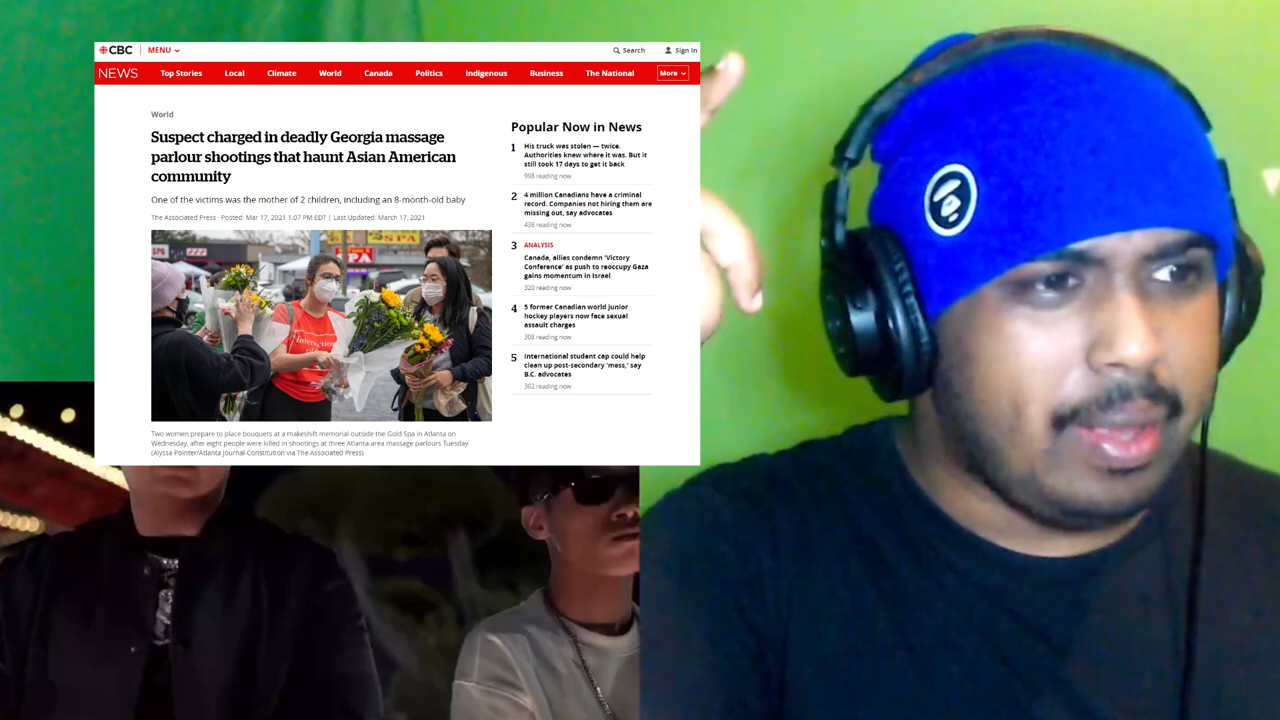 CBC MENU Search Sign In
NEWS Top Stories Local Climate World Canada Politics Indigenous Business The National More
World
Suspect charged in deadly Georgia massage
parlour shootings that haunt Asian American
community
One of the victims was the mother of 2 children, including an 8-month-old baby
The Associated Press · Posted: Mar 17, 2021 1:07 PM EDT | Last Updated: March 17, 2021
SPA
SPA
Two women prepare to place bouquets at a makeshift memorial outside the Gold Spa in Atlanta on
Wednesday, after eight people were killed in shootings at three Atlanta-area massage parlours Tuesday.
(Alyssa Pointer/Atlanta Journal-Constitution via The Associated Press)
Popular Now in News
1 His truck was stolen — twice.
Authorities knew where it was. But it
still took 17 days to get it back
998 reading now
2 4 million Canadians have a criminal
record. Companies not hiring them are
missing out, say advocates
438 reading now
3 ANALYSIS
Canada, allies condemn 'Victory
Conference' as push to reoccupy Gaza
gains momentum in Israel
320 reading now
4 5 former Canadian world junior
hockey players now face sexual
assault charges
308 reading now
5 International student cap could help
clean up post-secondary 'mess,' say
B.C. advocates
302 reading now